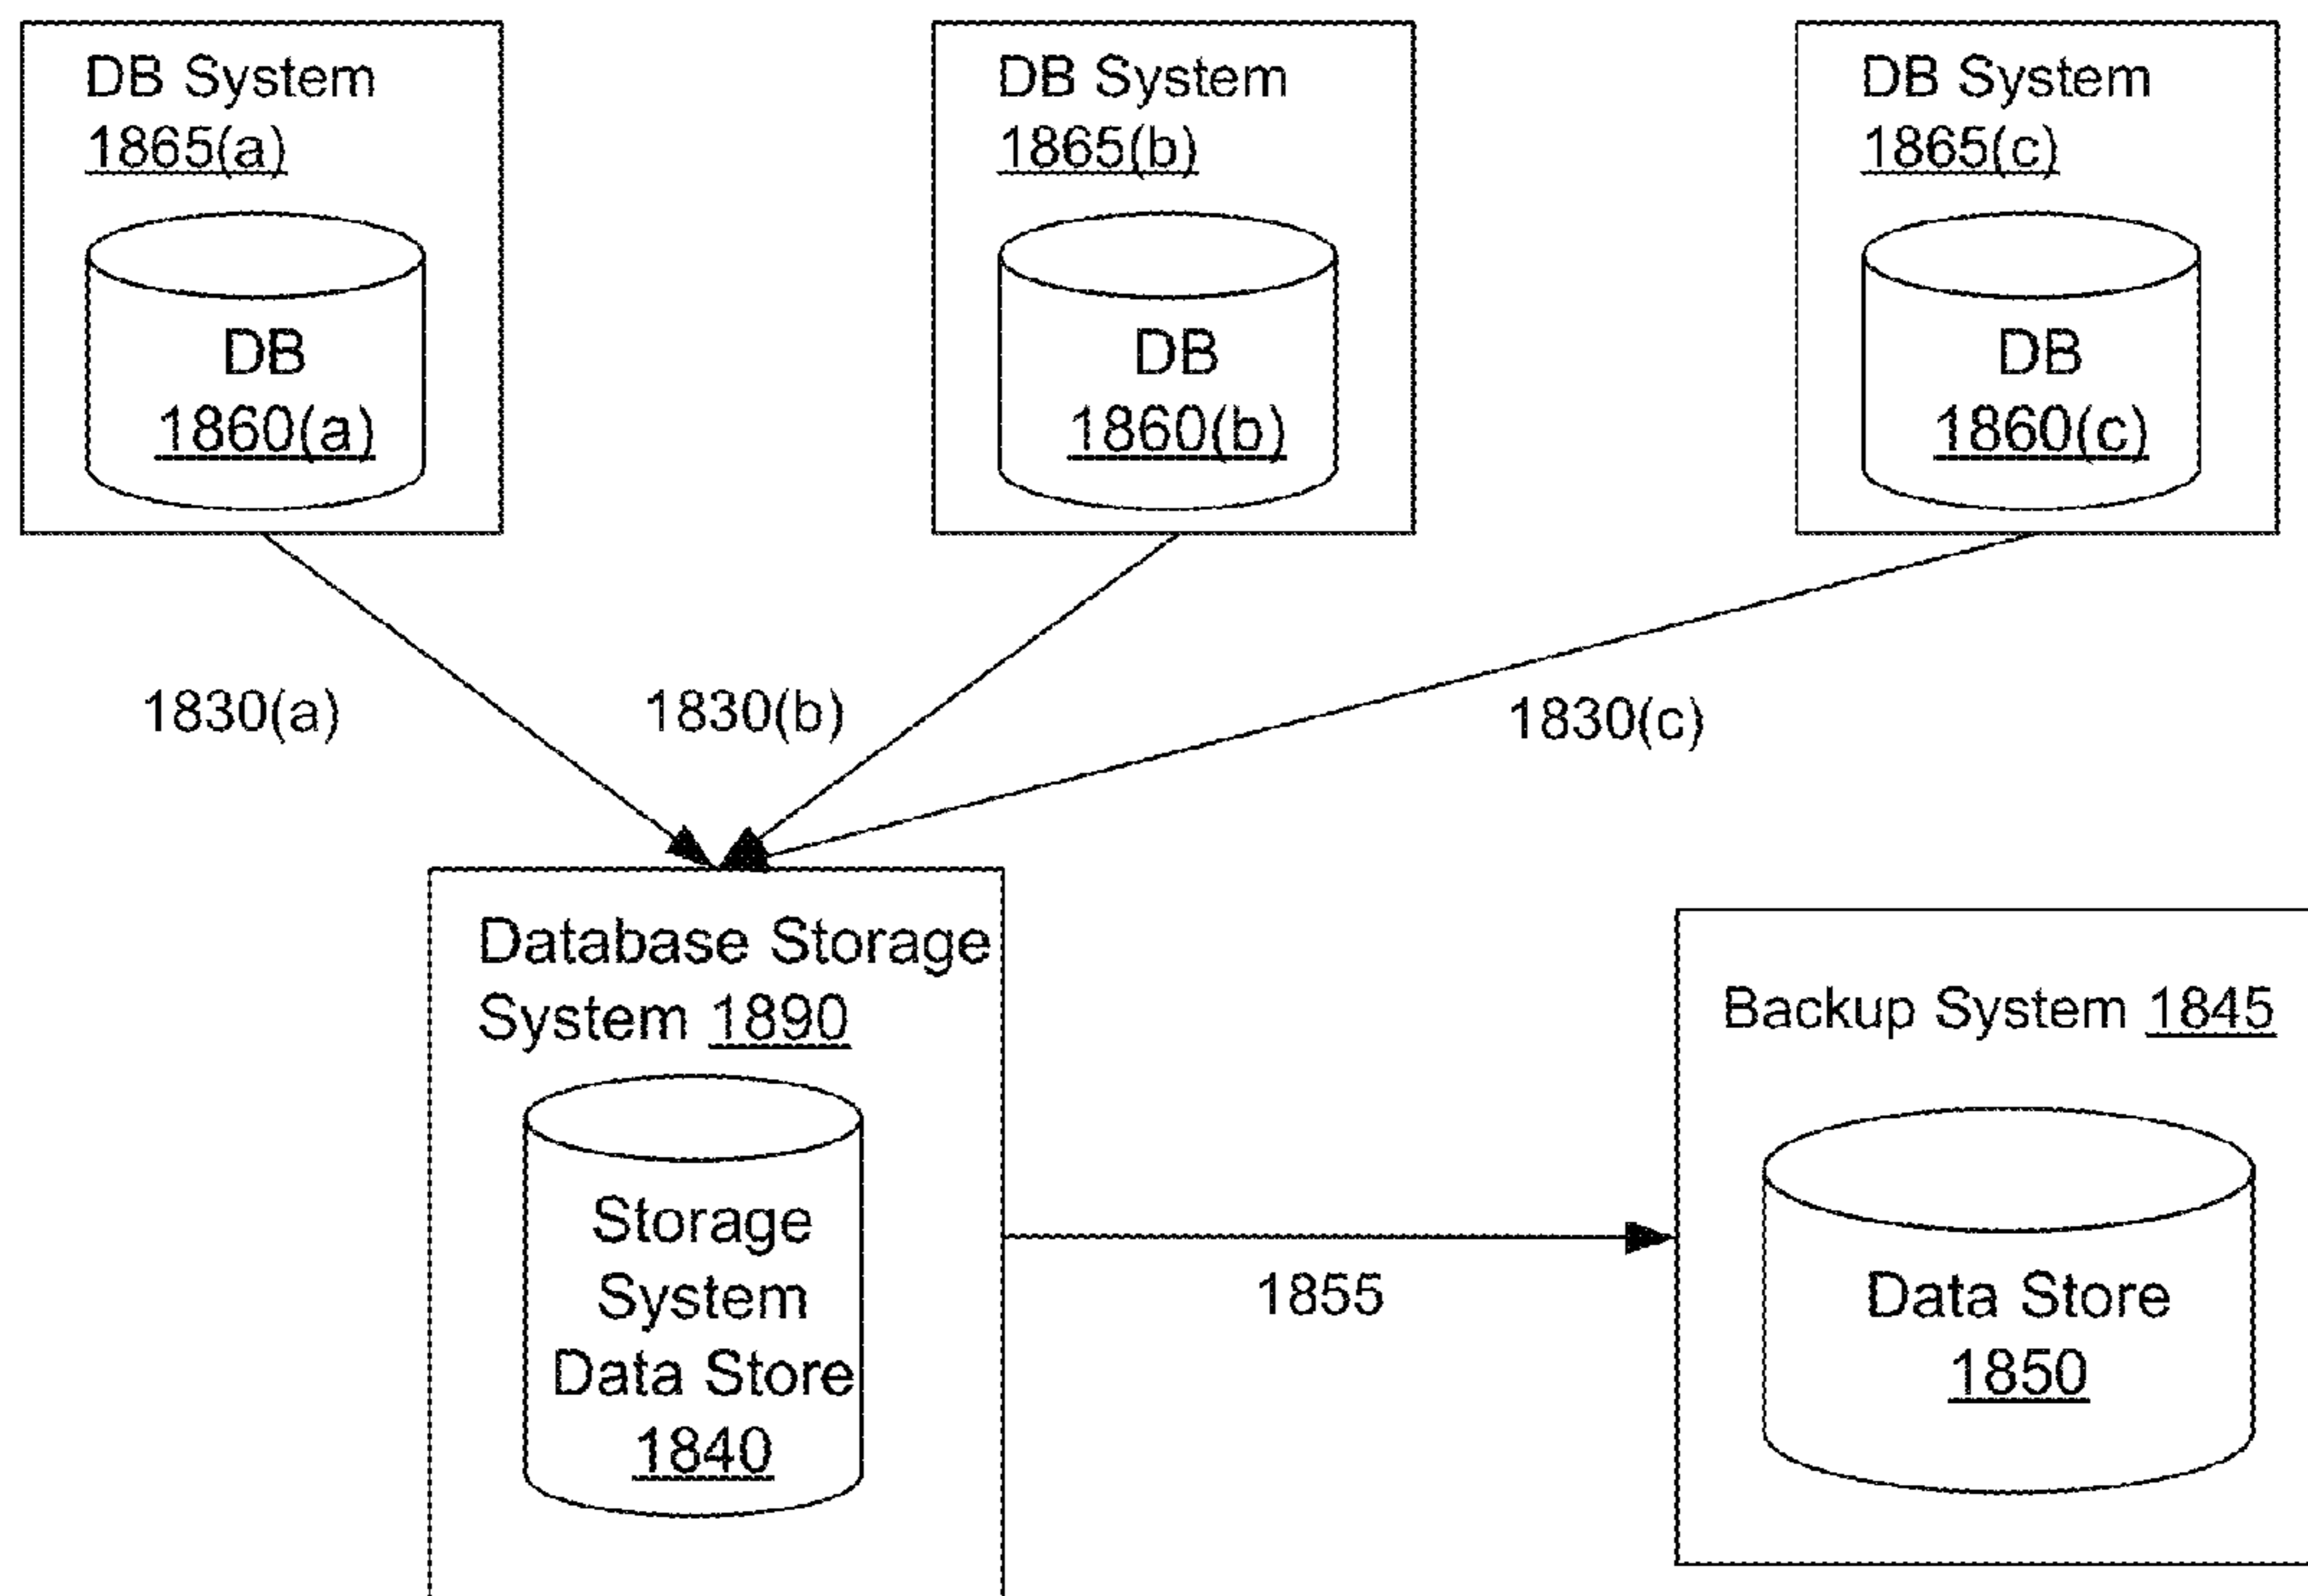 DB System
1865(a)
DB
1860(a)
DB System
1865(b)
DB
1860(b)
DB System
1865(c)
DB
1860(c)
1830(a)
1830(b)
1830(c)
Database Storage
System 1890
Storage
System
Data Store
1840
1855
Backup System 1845
Data Store
1850